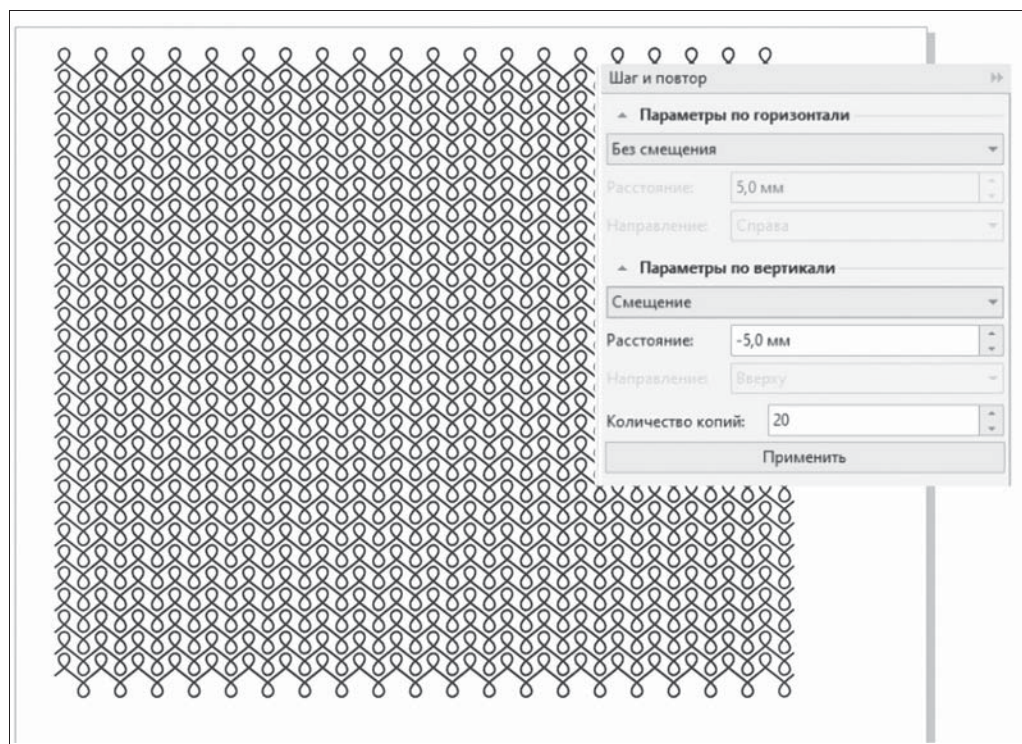 Шаг и повтор
Параметры по горизонтали
Без смещения
Расстояние: 5,0 мм
Направление: Справа
Параметры по вертикали
Смещение
Расстояние: -5,0 мм
Направление: Вверху
Количество копий: 20
Применить